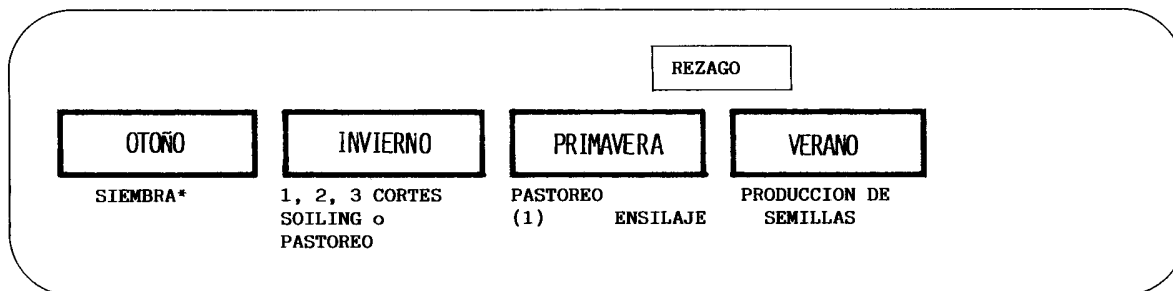 REZAGO
OTOÑO
INVIERNO
PRIMAVERA
VERANO
SIEMBRA*
1, 2, 3 CORTES
SOILING o
PASTOREO
PASTOREO
(1) ENSILAJE
PRODUCCION DE
SEMILLAS